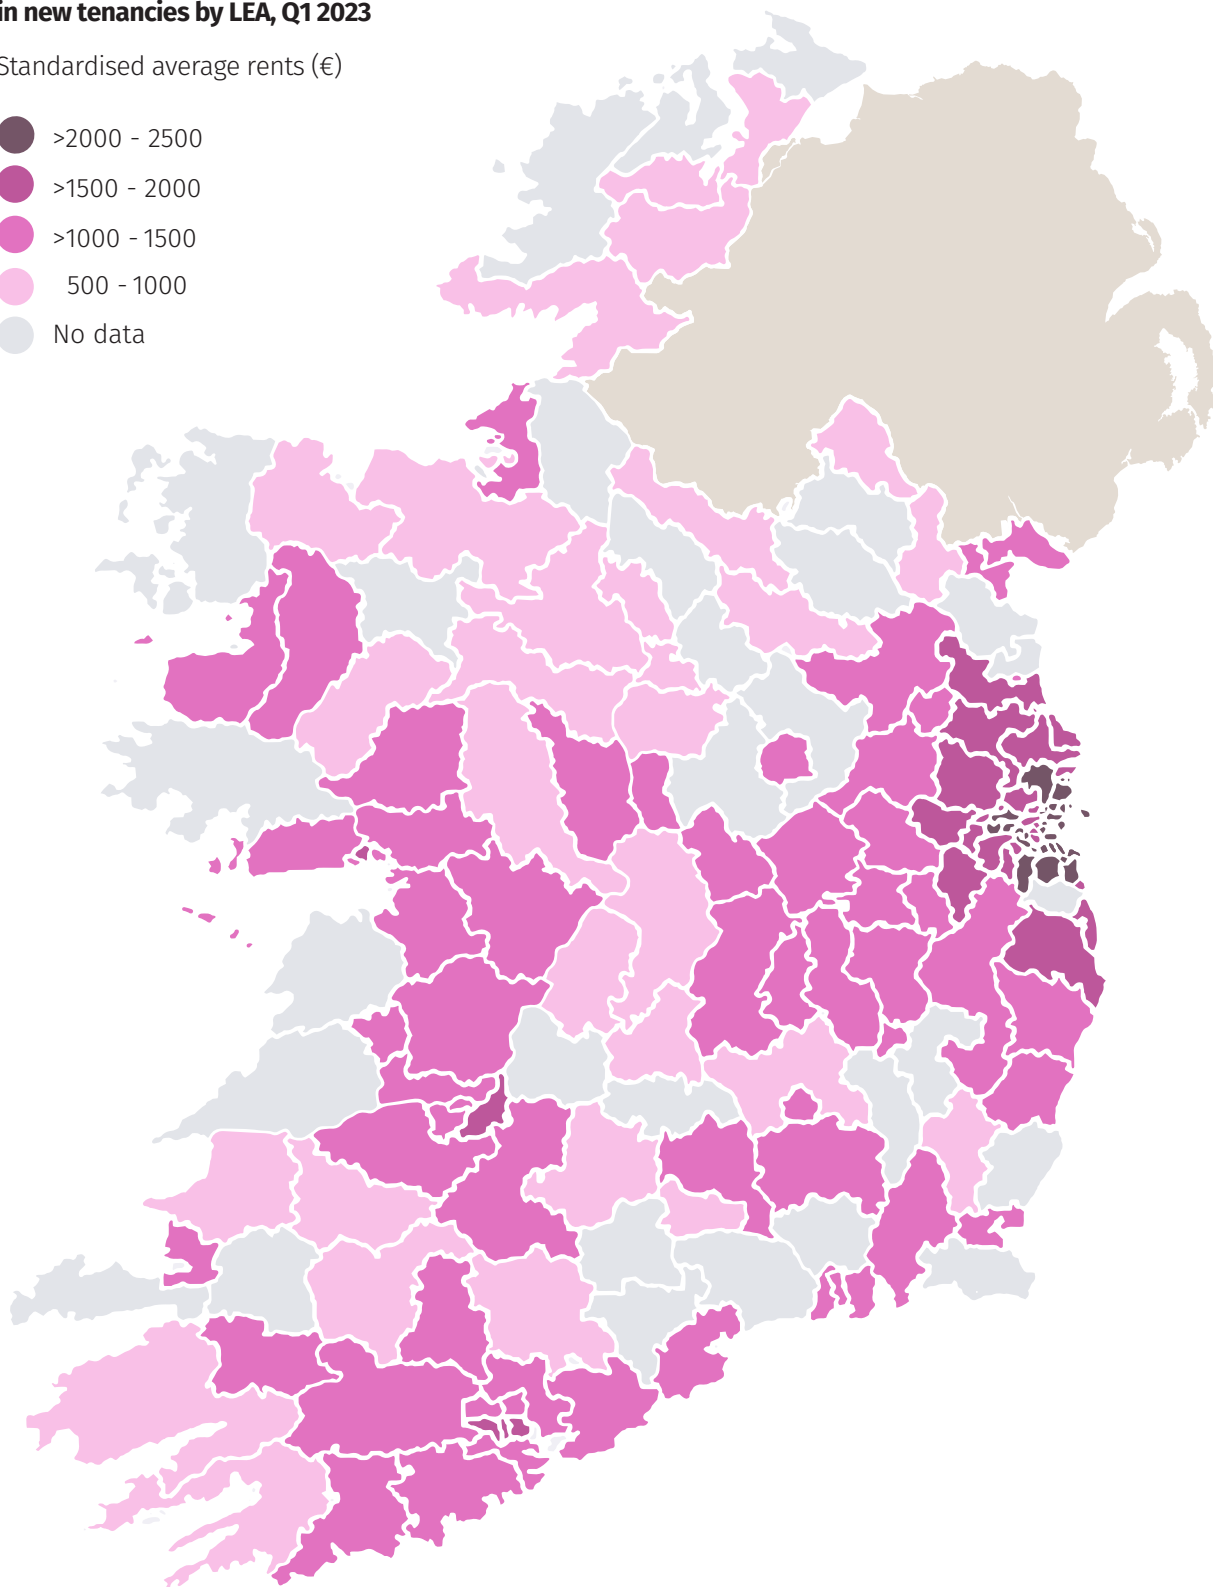 in new tenancies by LEA, Q1 2023
Standardised average rents (€)
>2000 - 2500
>1500 - 2000
>1000 - 1500
500 - 1000
No data